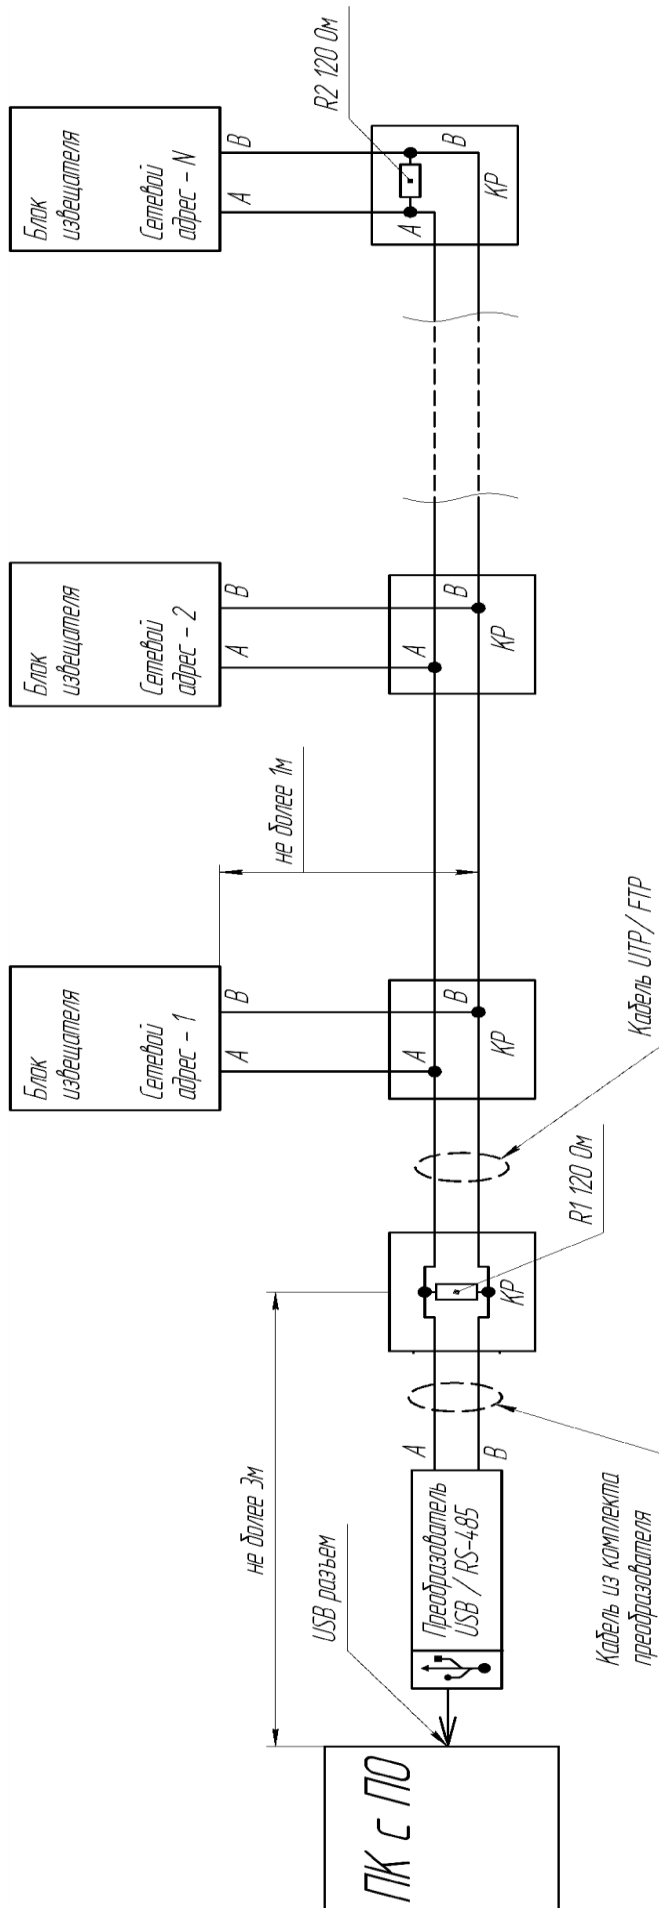 ПК с ПО
USB разъем
не более 3м
Преобразователь
USB / RS-485
A
B
Кабель из комплекта
преобразователя
R1 120 Ом
КР
Кабель UTP/ FTP
Блок
извещателя
Сетевой
адрес - 1
A
B
A
B
КР
не более 1м
Блок
извещателя
Сетевой
адрес - 2
A
B
A
B
КР
Блок
извещателя
Сетевой
адрес - N
A
B
A
B
КР
R2 120 Ом